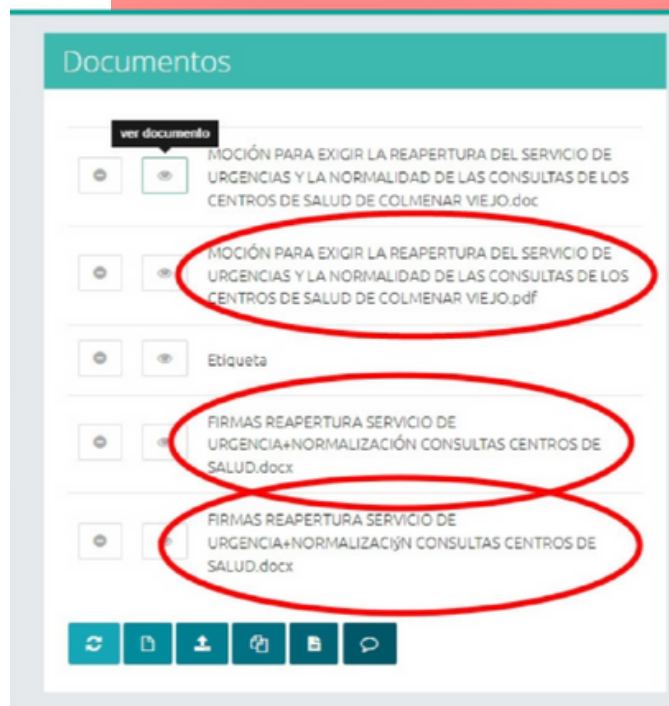 Documentos
ver documento
MOCIÓN PARA EXIGIR LA REAPERTURA DEL SERVICIO DE
URGENCIAS Y LA NORMALIDAD DE LAS CONSULTAS DE LOS
CENTROS DE SALUD DE COLMENAR VIEJO.doc
MOCIÓN PARA EXIGIR LA REAPERTURA DEL SERVICIO DE
URGENCIAS Y LA NORMALIDAD DE LAS CONSULTAS DE LOS
CENTROS DE SALUD DE COLMENAR VIEJO.pdf
Etiqueta
FIRMAS REAPERTURA SERVICIO DE
URGENCIA+NORMALIZACIÓN CONSULTAS CENTROS DE
SALUD.docx
FIRMAS REAPERTURA SERVICIO DE
URGENCIA+NORMALIZACIÿN CONSULTAS CENTROS DE
SALUD.docx